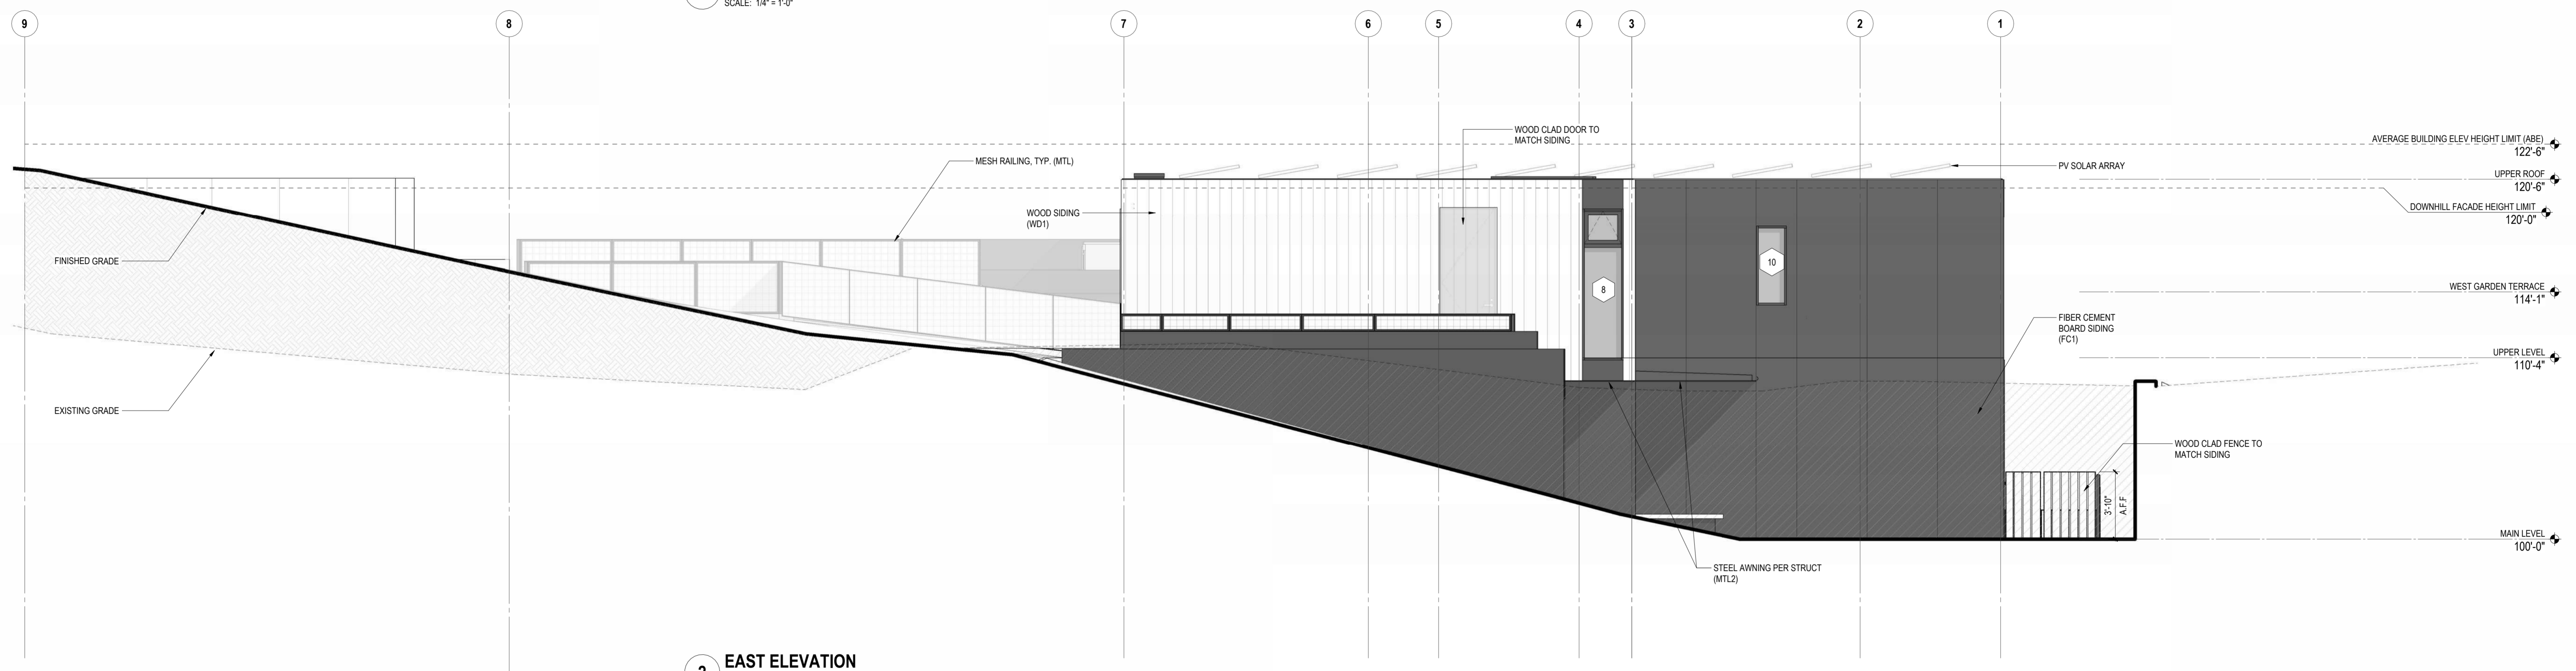 SCALE: 1/4" = 1'-0"
9
8
7
6
5
4
3
2
1
WOOD CLAD DOOR TO
MATCH SIDING
AVERAGE BUILDING ELEV HEIGHT LIMIT (ABE)
122'-6"
MESH RAILING, TYP. (MTL)
PV SOLAR ARRAY
UPPER ROOF
120'-6"
WOOD SIDING
(WD1)
DOWNHILL FACADE HEIGHT LIMIT
120'-0"
FINISHED GRADE
10
8
WEST GARDEN TERRACE
114'-1"
FIBER CEMENT
BOARD SIDING
(FC1)
UPPER LEVEL
110'-4"
EXISTING GRADE
WOOD CLAD FENCE TO
MATCH SIDING
3'-10"
A.F.F
MAIN LEVEL
100'-0"
STEEL AWNING PER STRUCT
(MTL2)
EAST ELEVATION